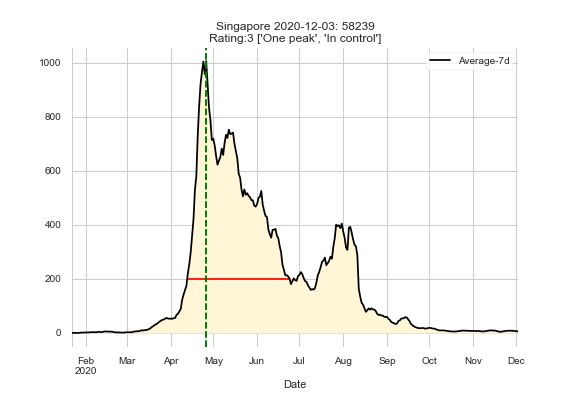 Singapore 2020-12-03: 58239
Rating:3 ['One peak', 'In control']
Average-7d
1000
800
600
400
200
0
Feb Mar Apr May Jun Jul Aug Sep Oct Nov Dec
2020
Date